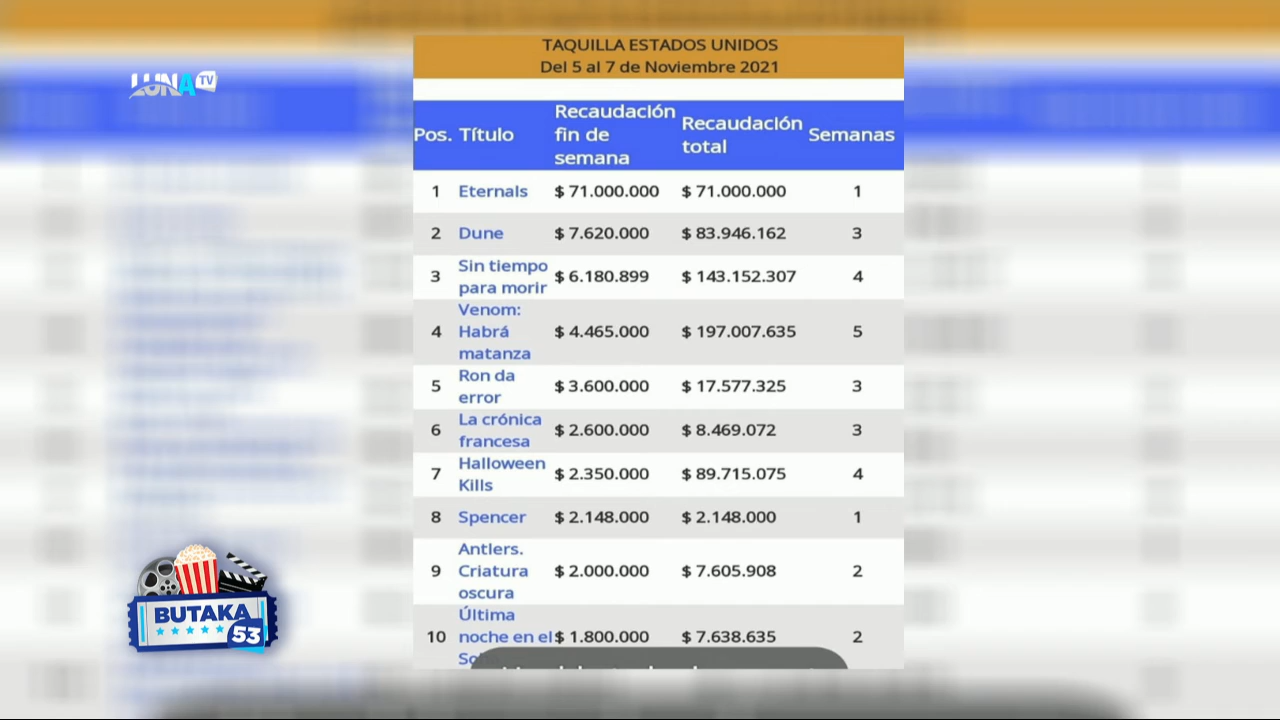 LUNA TV
TAQUILLA ESTADOS UNIDOS
Del 5 al 7 de Noviembre 2021
Pos. Título Recaudación fin de semana Recaudación total Semanas
1 Eternals $ 71.000.000 $ 71.000.000 1
2 Dune $ 7.620.000 $ 83.946.162 3
3 Sin tiempo para morir $ 6.180.899 $ 143.152.307 4
4 Venom: Habrá matanza $ 4.465.000 $ 197.007.635 5
5 Ron da error $ 3.600.000 $ 17.577.325 3
6 La crónica francesa $ 2.600.000 $ 8.469.072 3
7 Halloween Kills $ 2.350.000 $ 89.715.075 4
8 Spencer $ 2.148.000 $ 2.148.000 1
9 Antlers. Criatura oscura $ 2.000.000 $ 7.605.908 2
10 Última noche en el $ 1.800.000 $ 7.638.635 2
BUTAKA
53